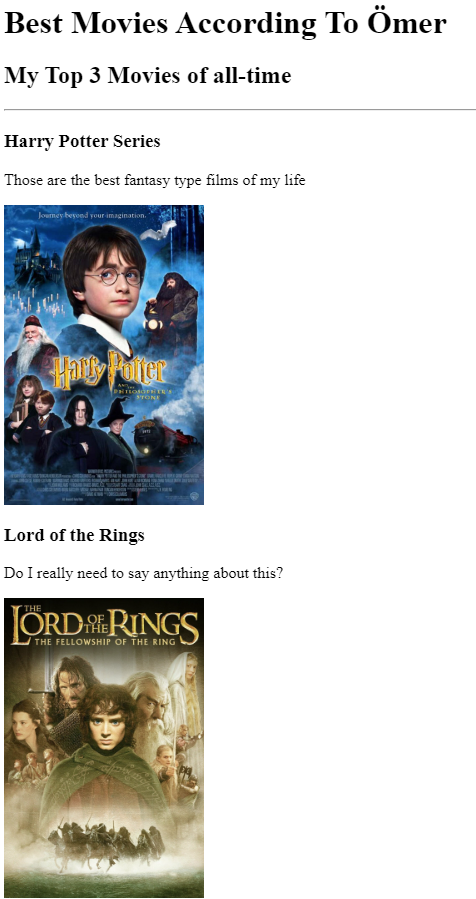 Best Movies According To Ömer
My Top 3 Movies of all-time
Harry Potter Series
Those are the best fantasy type films of my life
Journey beyond your imagination.
Harry Potter
AND THE
PHILOSOPHER'S
STONE
Lord of the Rings
Do I really need to say anything about this?
THE
LORD OF THE RINGS
THE FELLOWSHIP OF THE RING